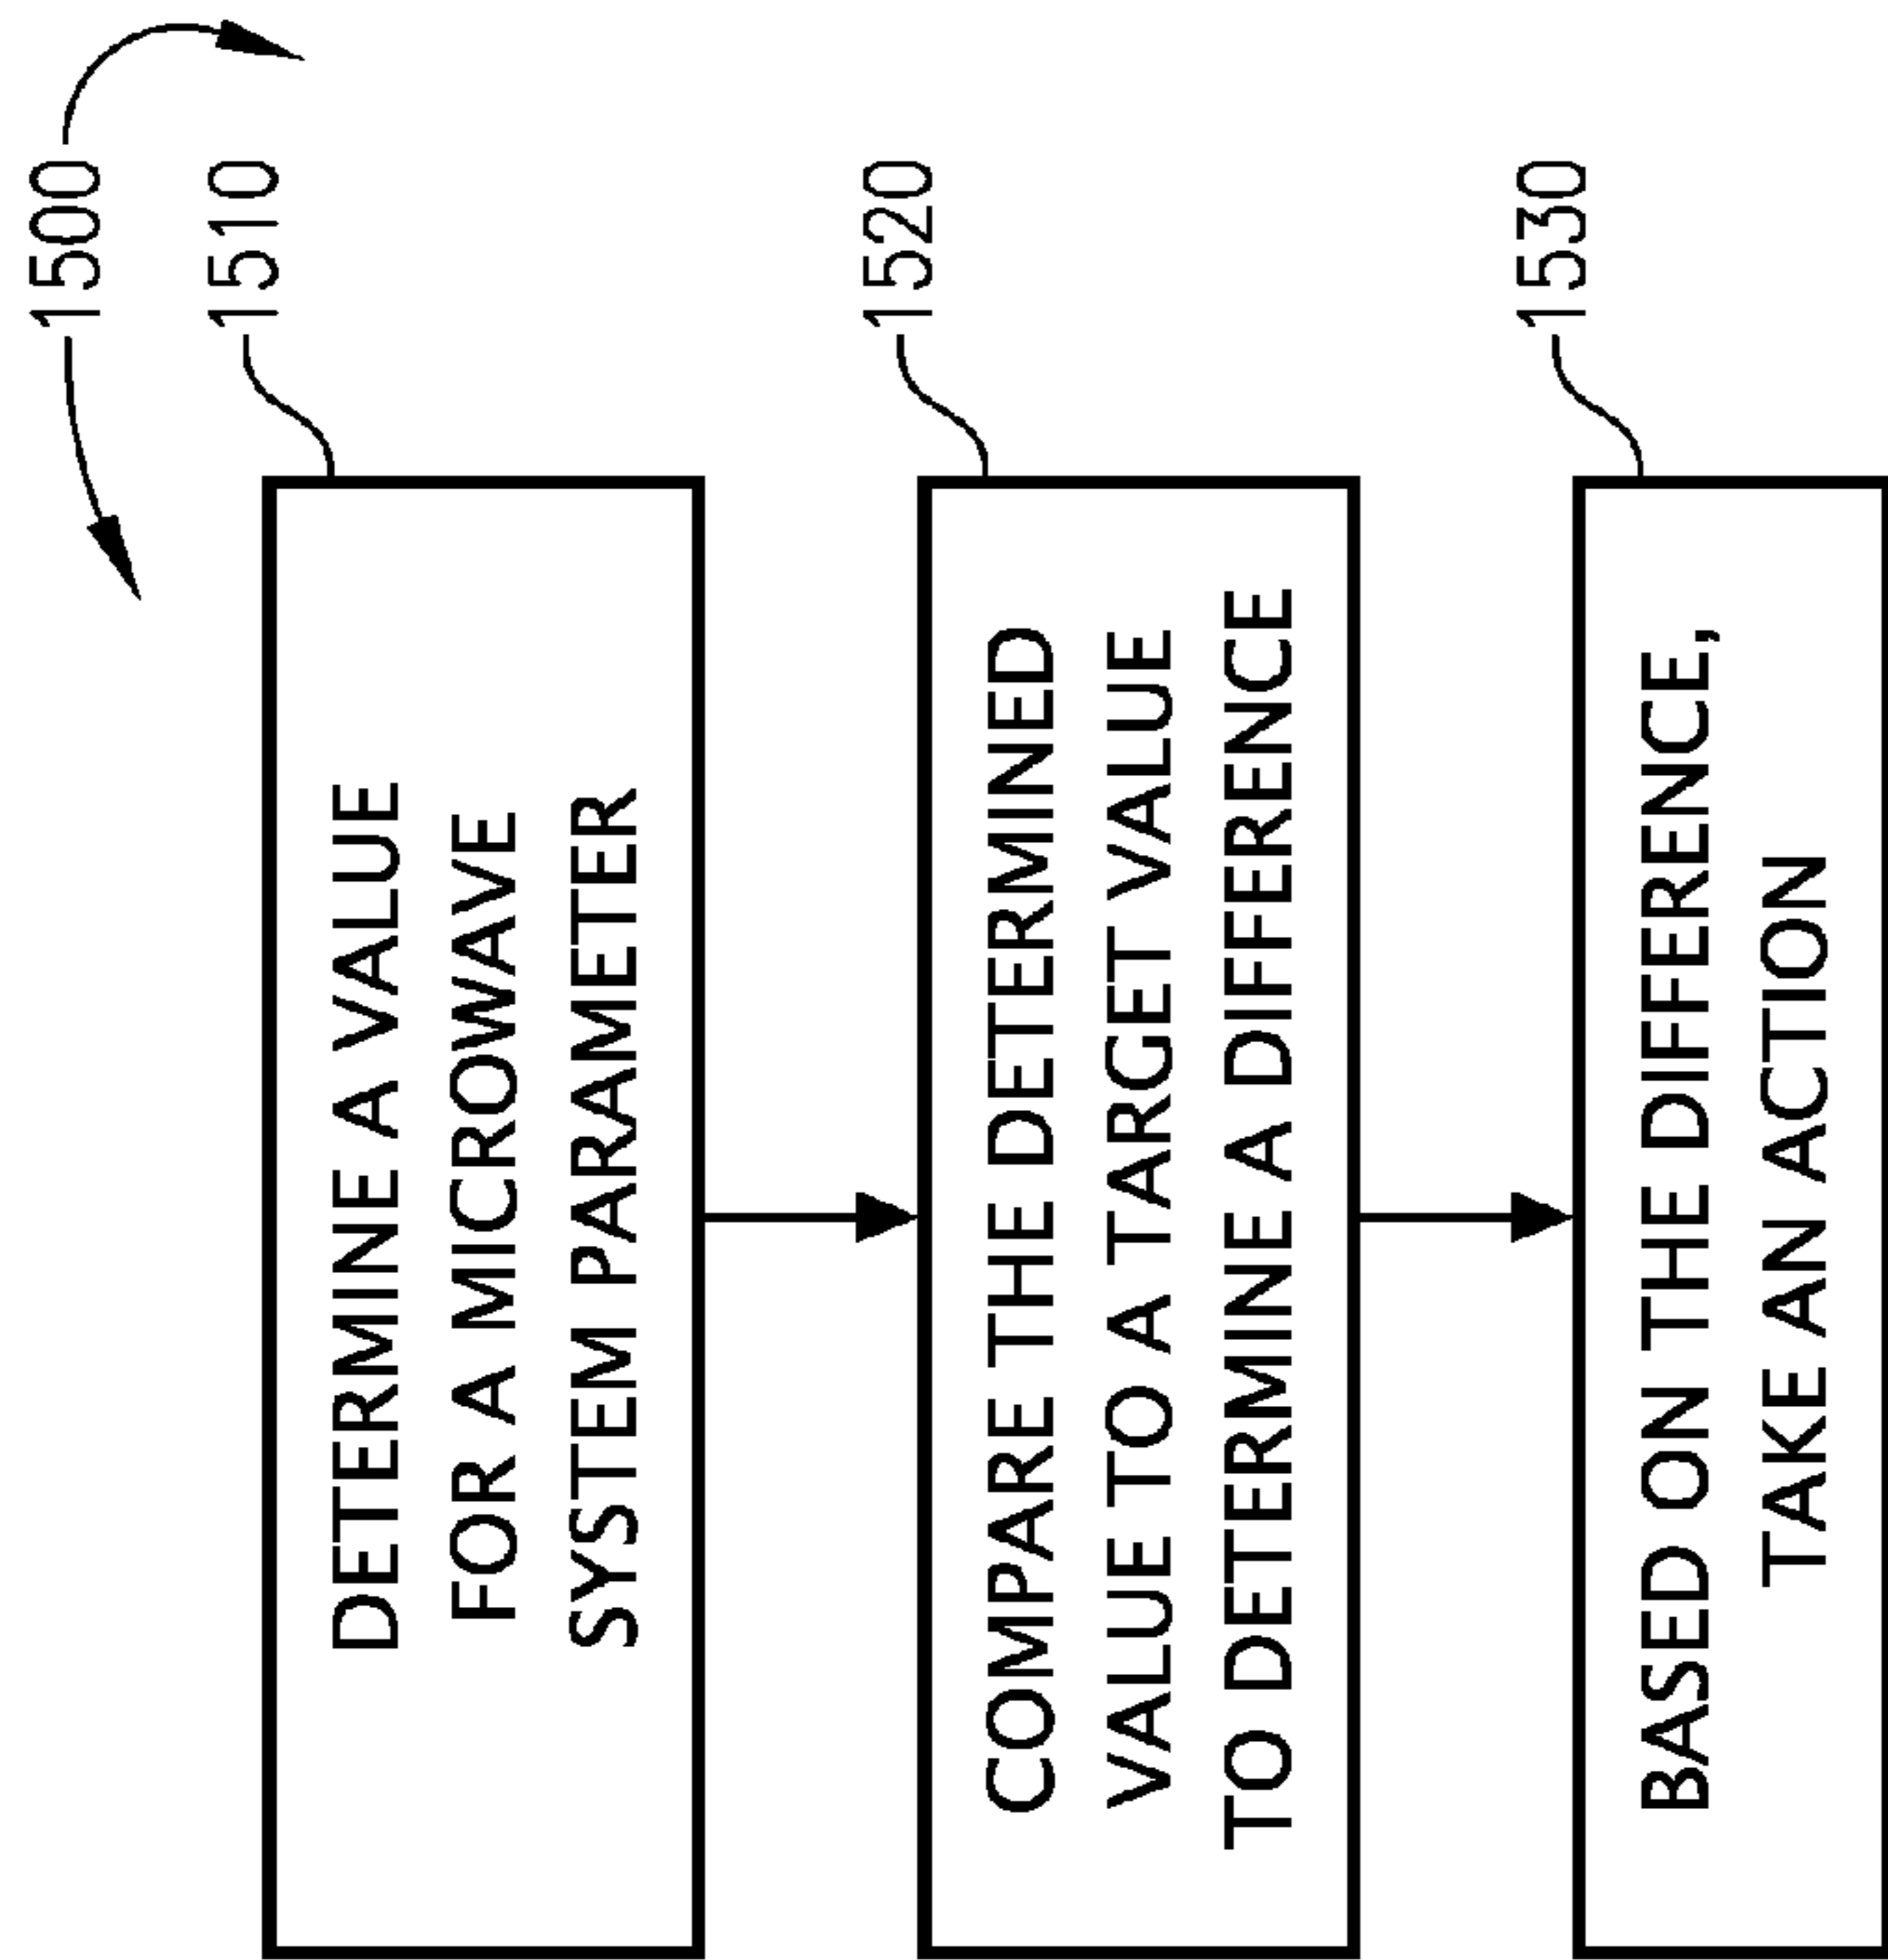 1500
1510
DETERMINE A VALUE
FOR A MICROWAVE
SYSTEM PARAMETER
1520
COMPARE THE DETERMINED
VALUE TO A TARGET VALUE
TO DETERMINE A DIFFERENCE
1530
BASED ON THE DIFFERENCE,
TAKE AN ACTION